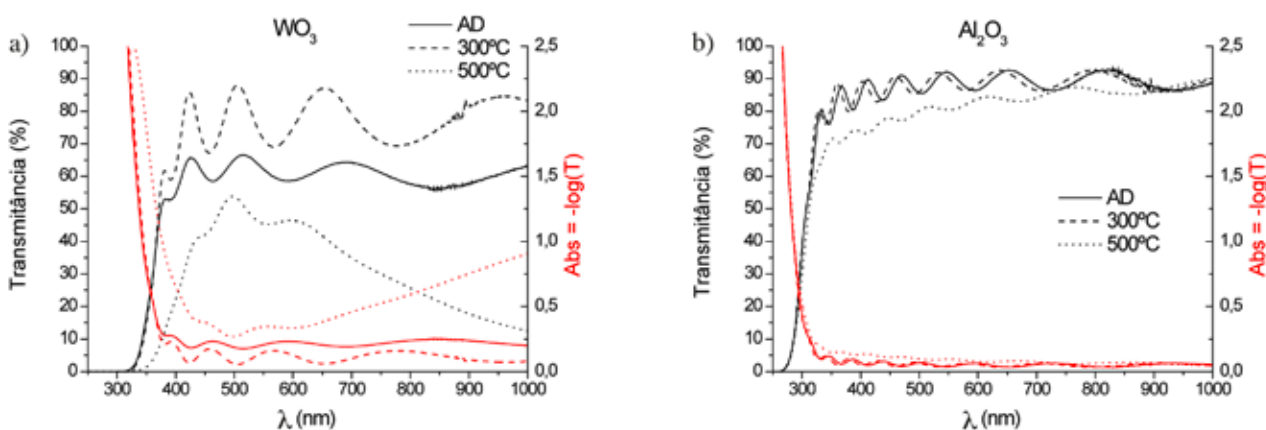 a)
WO₃
AD
300ºC
500ºC
100
90
80
70
60
50
40
30
20
10
0
Transmitância (%)
2,5
2,0
1,5
1,0
0,5
0,0
Abs = -log(T)
300 400 500 600 700 800 900 1000
λ (nm)
b)
Al₂O₃
100
90
80
70
60
50
40
30
20
10
0
Transmitância (%)
AD
300ºC
500ºC
2,5
2,0
1,5
1,0
0,5
0,0
Abs = -log(T)
300 400 500 600 700 800 900 1000
λ (nm)